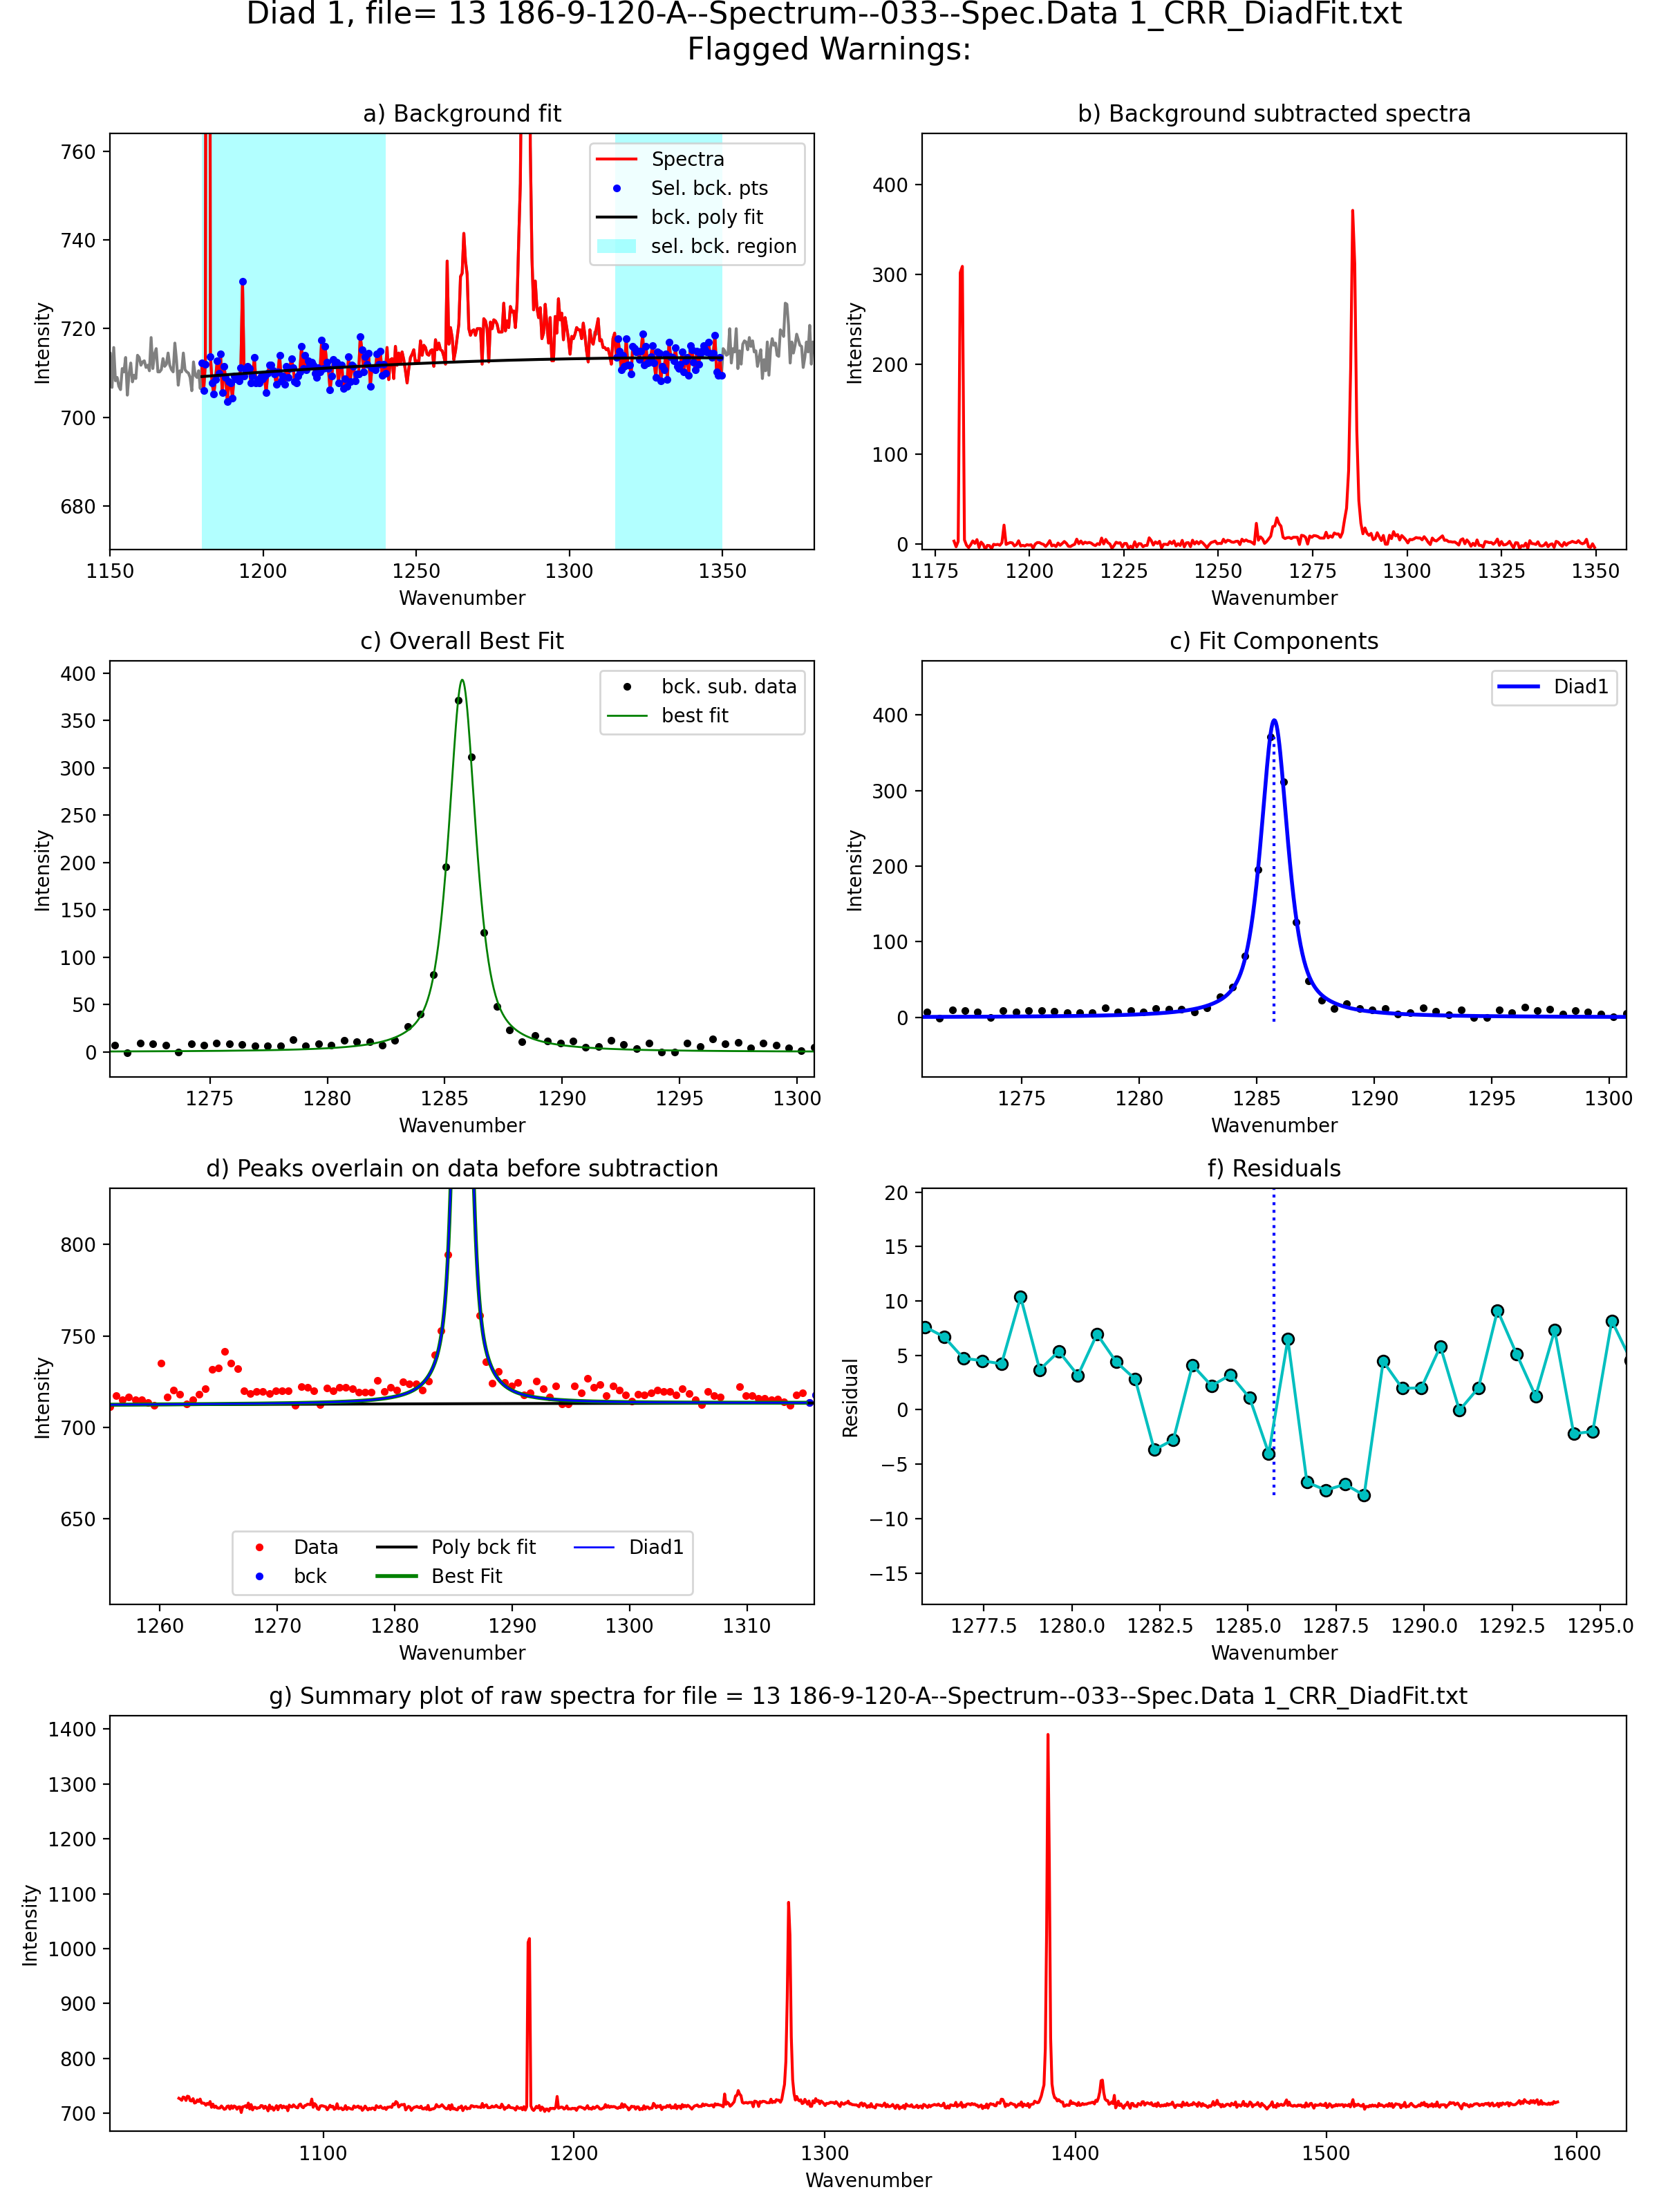 Diad 1, file= 13 186-9-120-A--Spectrum--033--Spec.Data 1_CRR_DiadFit.txt
Flagged Warnings:
a) Background fit
760
740
720
700
680
Intensity
Spectra
Sel. bck. pts
bck. poly fit
sel. bck. region
1150 1200 1250 1300 1350
Wavenumber
b) Background subtracted spectra
400
300
200
100
0
Intensity
1175 1200 1225 1250 1275 1300 1325 1350
Wavenumber
c) Overall Best Fit
400
350
300
250
200
150
100
50
0
Intensity
bck. sub. data
best fit
1275 1280 1285 1290 1295 1300
Wavenumber
c) Fit Components
400
300
200
100
0
Intensity
Diad1
1275 1280 1285 1290 1295 1300
Wavenumber
d) Peaks overlain on data before subtraction
800
750
700
650
Intensity
Data
bck
Poly bck fit
Best Fit
Diad1
1260 1270 1280 1290 1300 1310
Wavenumber
f) Residuals
20
15
10
5
0
−5
−10
−15
Residual
1277.5 1280.0 1282.5 1285.0 1287.5 1290.0 1292.5 1295.0
Wavenumber
g) Summary plot of raw spectra for file = 13 186-9-120-A--Spectrum--033--Spec.Data 1_CRR_DiadFit.txt
1400
1300
1200
1100
1000
900
800
700
Intensity
1100 1200 1300 1400 1500 1600
Wavenumber